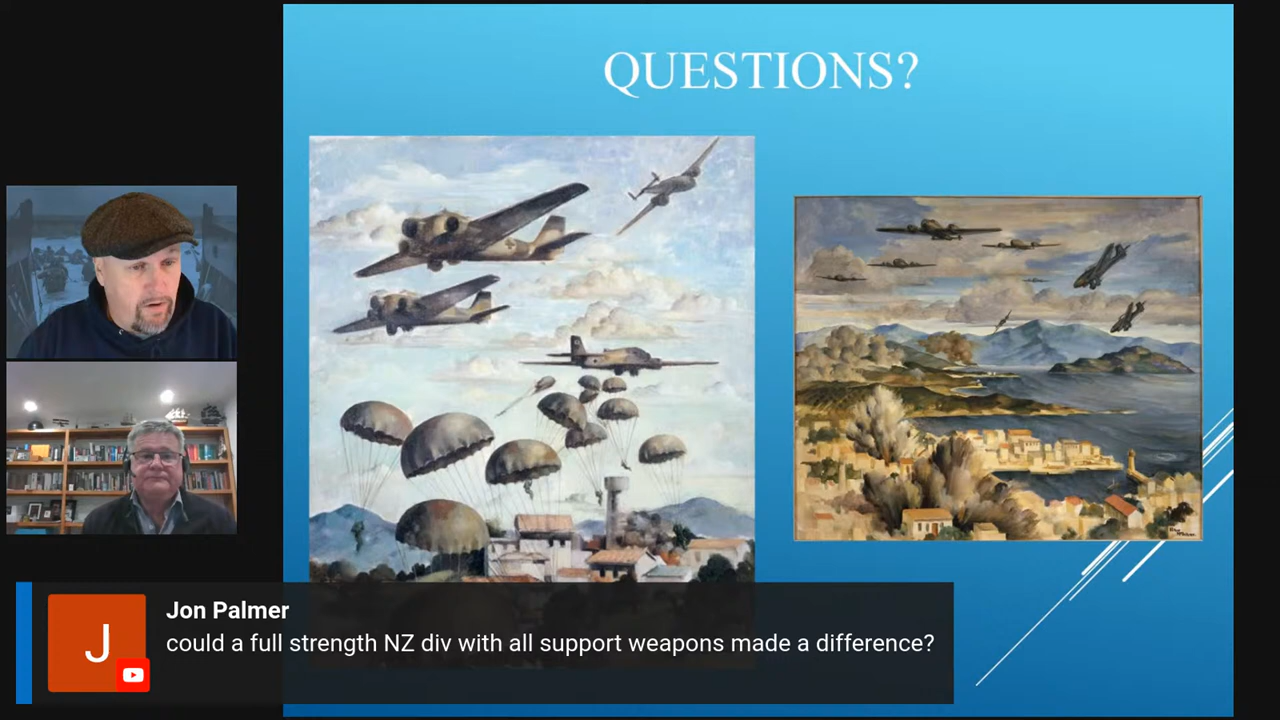 QUESTIONS?
J
Jon Palmer
could a full strength NZ div with all support weapons made a difference?